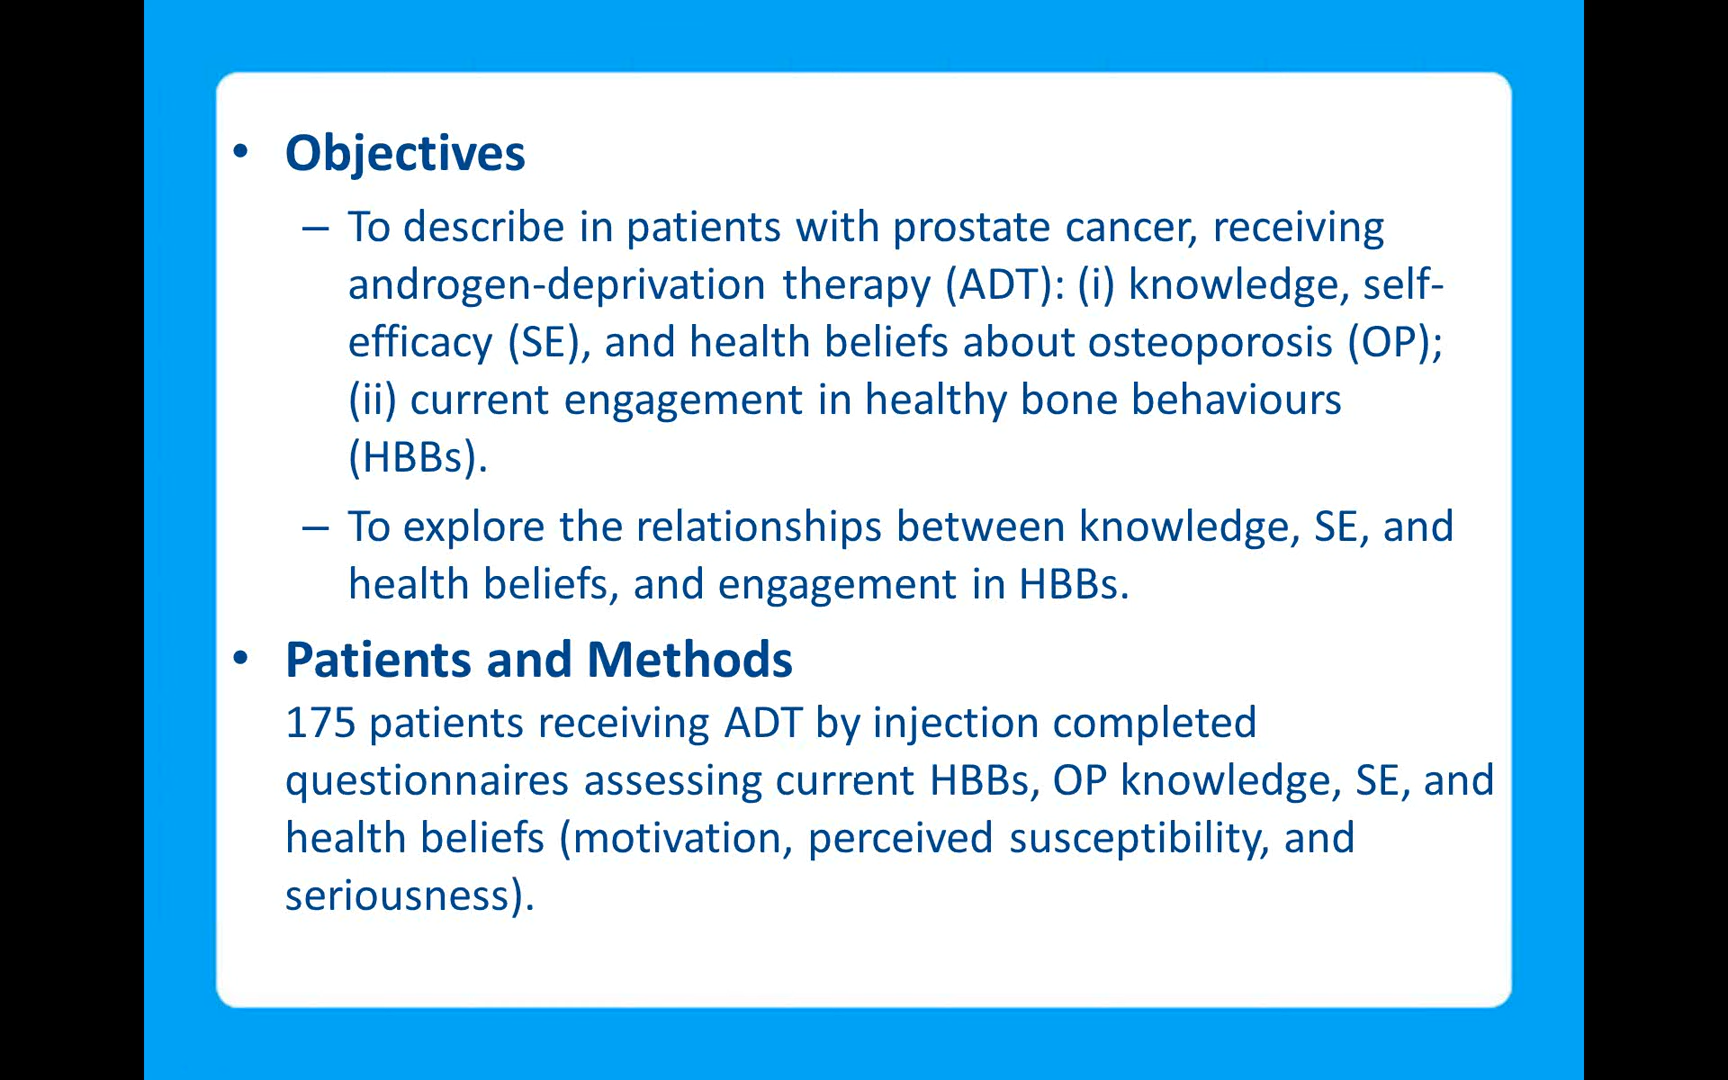 • Objectives
– To describe in patients with prostate cancer, receiving
androgen-deprivation therapy (ADT): (i) knowledge, self-
efficacy (SE), and health beliefs about osteoporosis (OP);
(ii) current engagement in healthy bone behaviours
(HBBs).
– To explore the relationships between knowledge, SE, and
health beliefs, and engagement in HBBs.
• Patients and Methods
175 patients receiving ADT by injection completed
questionnaires assessing current HBBs, OP knowledge, SE, and
health beliefs (motivation, perceived susceptibility, and
seriousness).